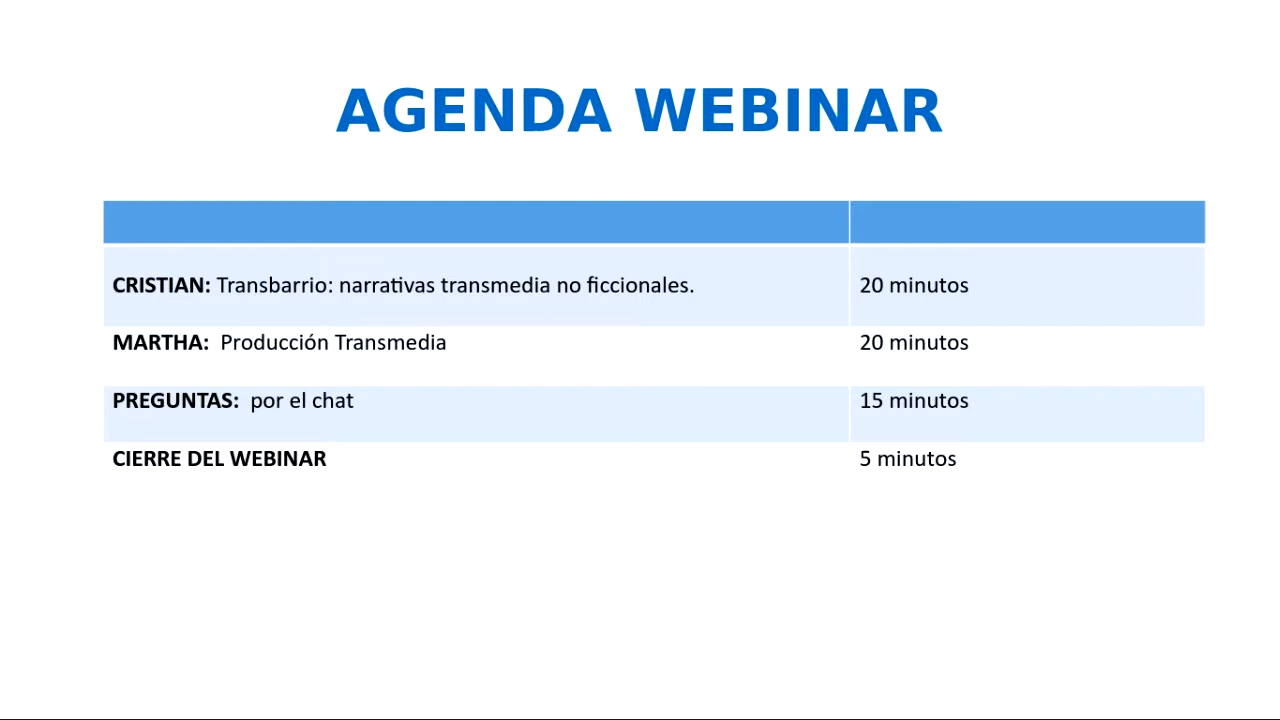 AGENDA WEBINAR
CRISTIAN: Transbarrio: narrativas transmedia no ficcionales. 20 minutos
MARTHA: Producción Transmedia 20 minutos
PREGUNTAS: por el chat 15 minutos
CIERRE DEL WEBINAR 5 minutos